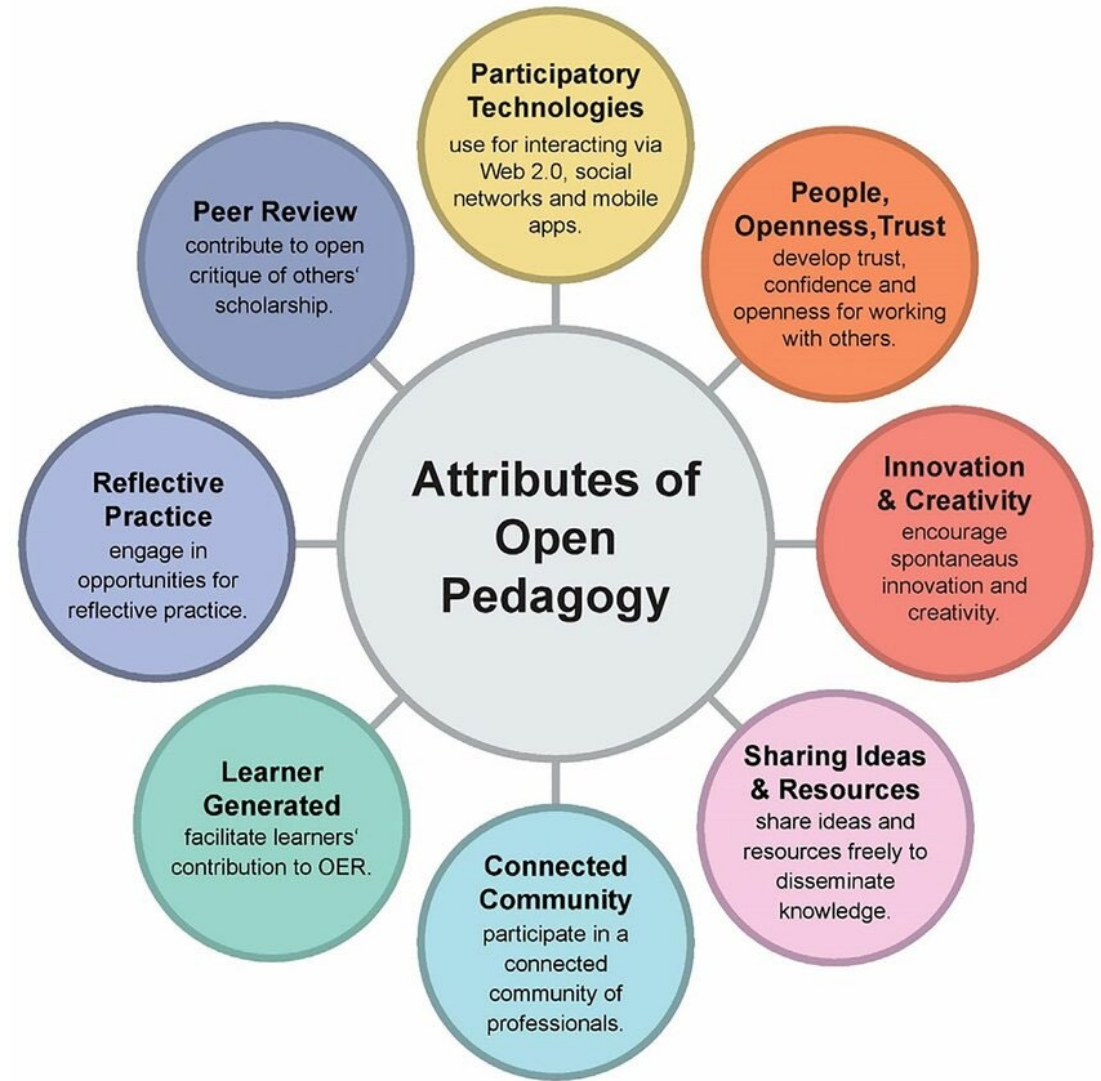 Participatory
Technologies
use for interacting via
Web 2.0, social
networks and mobile
apps.
People,
Openness,Trust
develop trust,
confidence and
openness for working
with others.
Innovation
& Creativity
encourage
spontaneaus
innovation and
creativity.
Sharing Ideas
& Resources
share ideas and
resources freely to
disseminate
knowledge.
Connected
Community
participate in a
connected
community of
professionals.
Learner
Generated
facilitate learners‘
contribution to OER.
Reflective
Practice
engage in
opportunities for
reflective practice.
Peer Review
contribute to open
critique of others‘
scholarship.
Attributes of
Open
Pedagogy